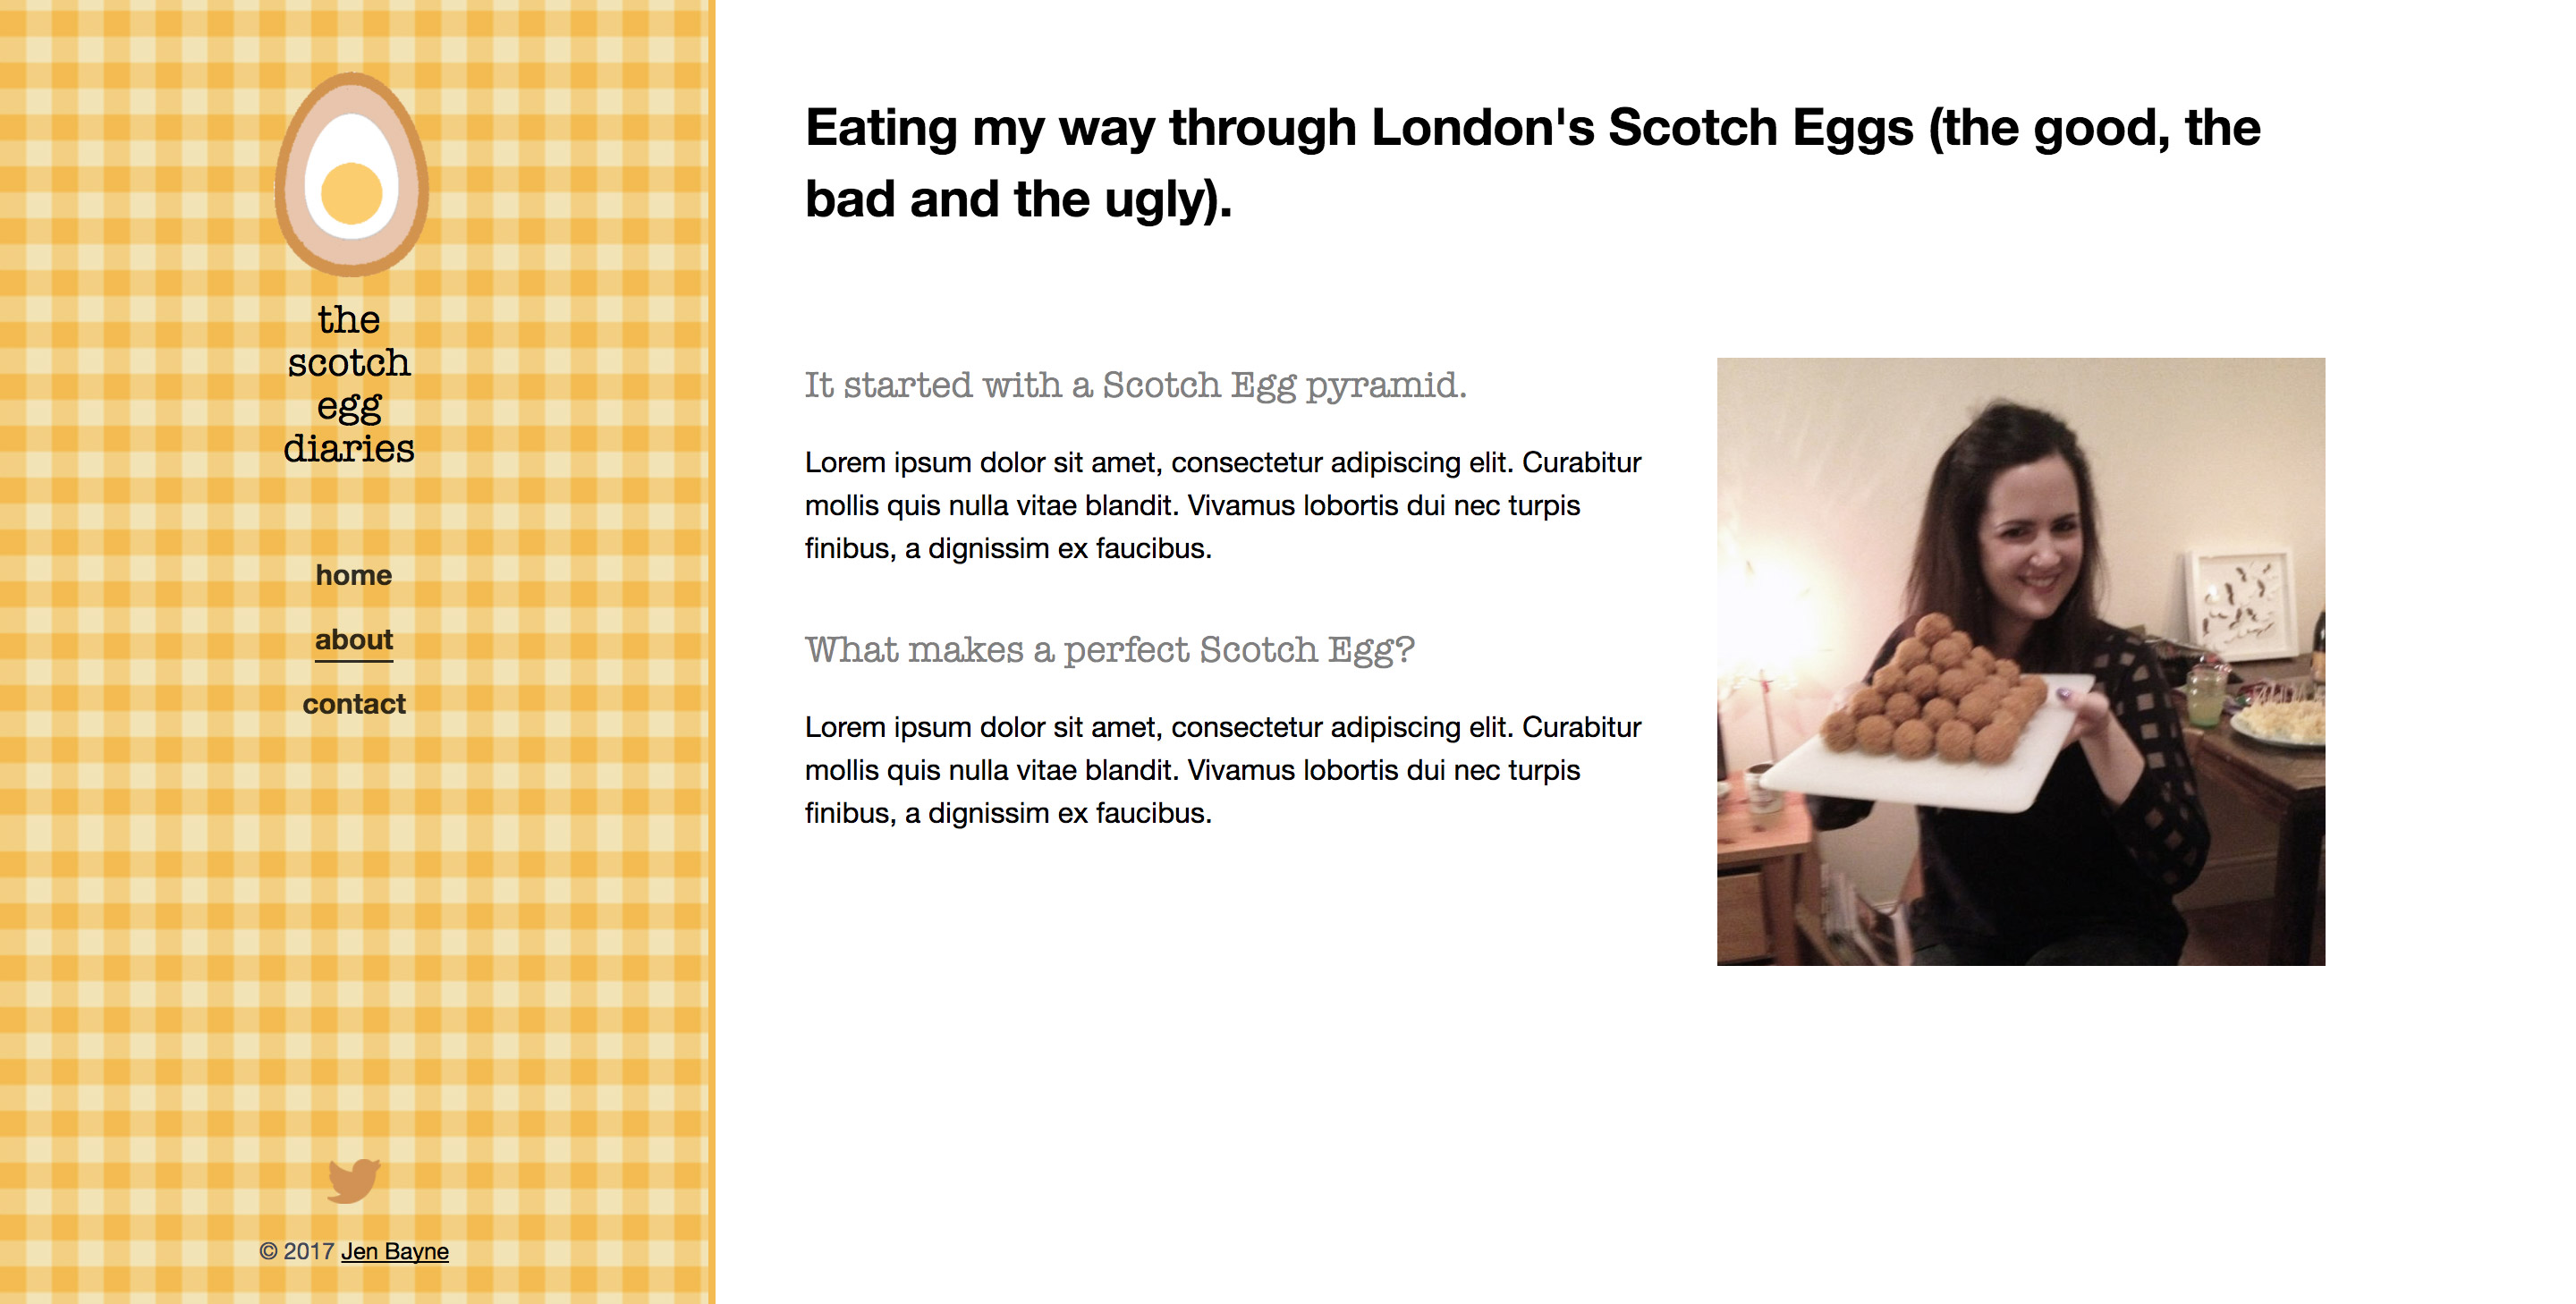 the
scotch
egg
diaries
home
about
contact
© 2017 Jen Bayne
Eating my way through London's Scotch Eggs (the good, the
bad and the ugly).
It started with a Scotch Egg pyramid.
Lorem ipsum dolor sit amet, consectetur adipiscing elit. Curabitur
mollis quis nulla vitae blandit. Vivamus lobortis dui nec turpis
finibus, a dignissim ex faucibus.
What makes a perfect Scotch Egg?
Lorem ipsum dolor sit amet, consectetur adipiscing elit. Curabitur
mollis quis nulla vitae blandit. Vivamus lobortis dui nec turpis
finibus, a dignissim ex faucibus.